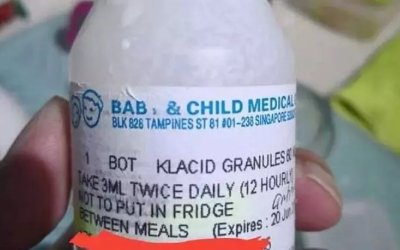 BAB & CHILD MEDICAL
BLK 826 TAMPINES ST 81 #01-238 SINGAPORE
1 BOT KLACID GRANULES
TAKE 3ML TWICE DAILY (12 HOURLY)
NOT TO PUT IN FRIDGE
BETWEEN MEALS (Expires : 20 Jun